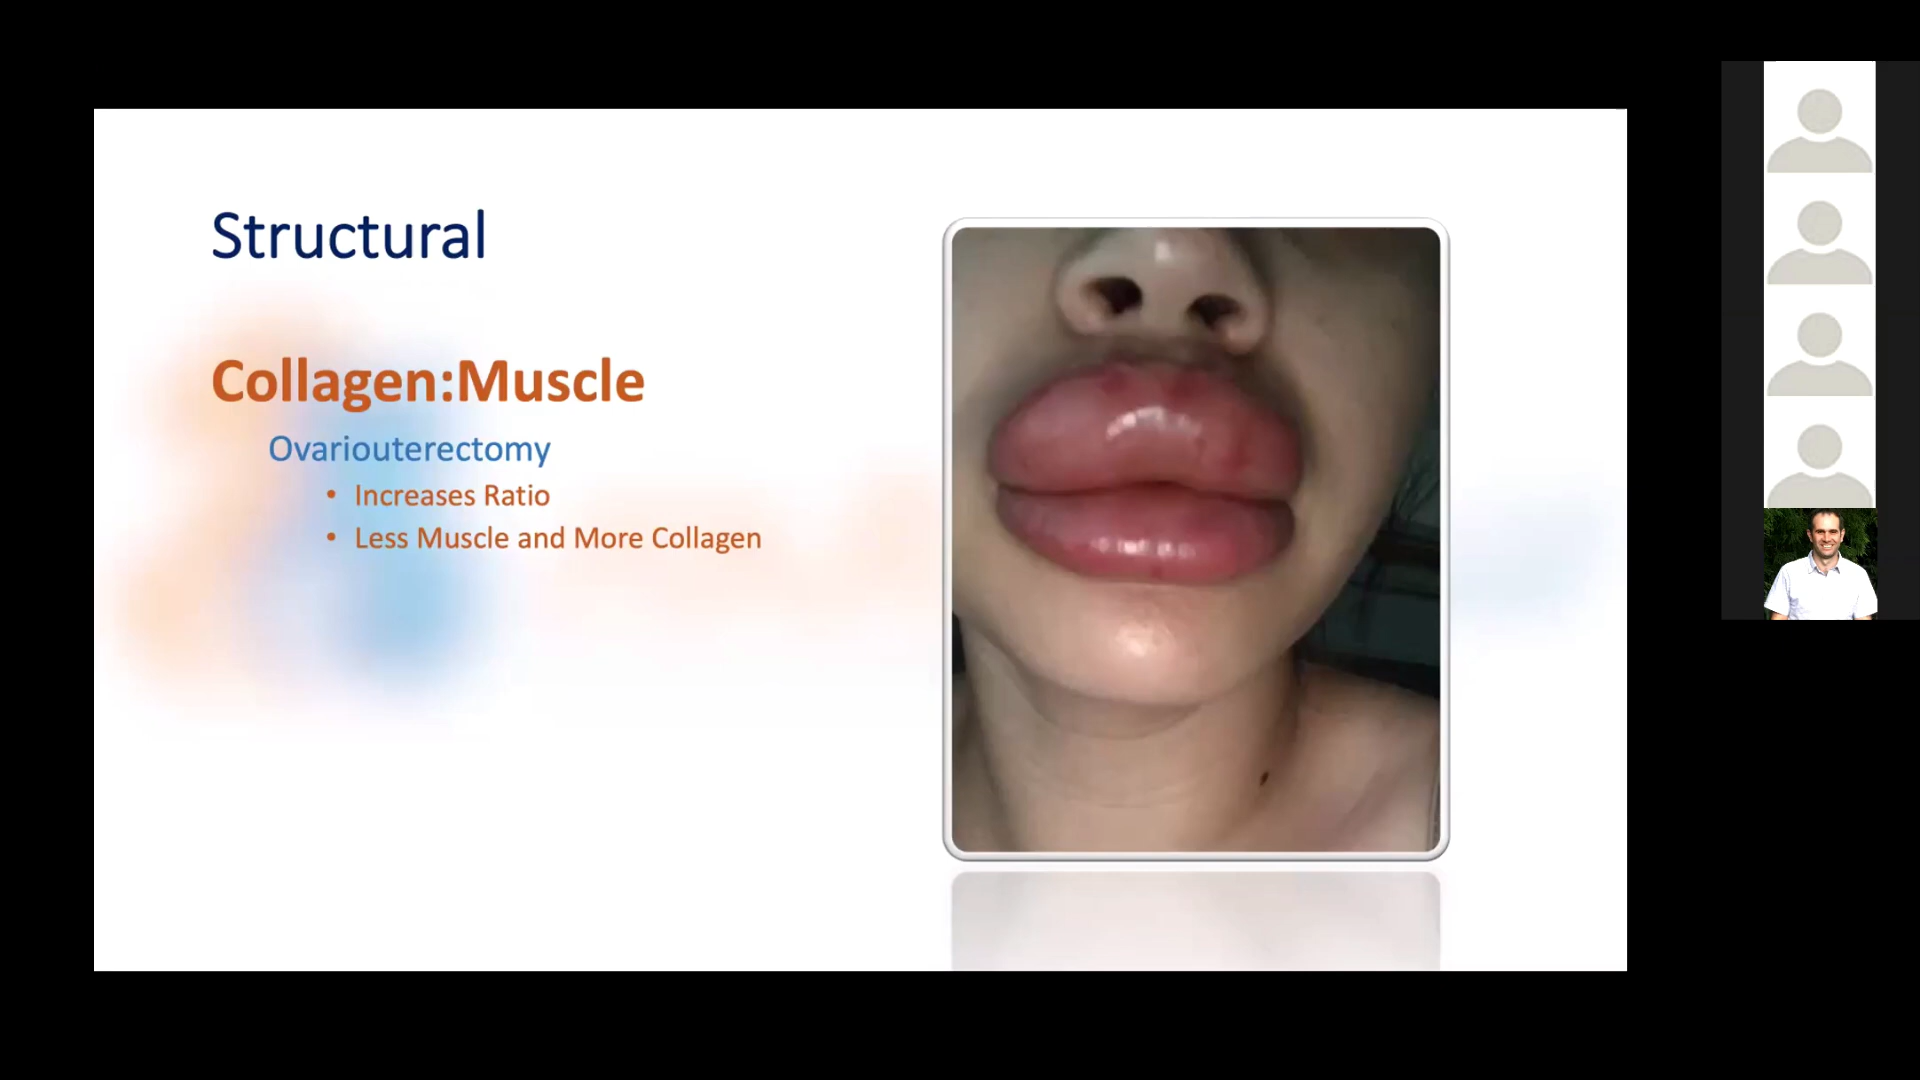 Structural
Collagen:Muscle
Ovariouterectomy
• Increases Ratio
• Less Muscle and More Collagen